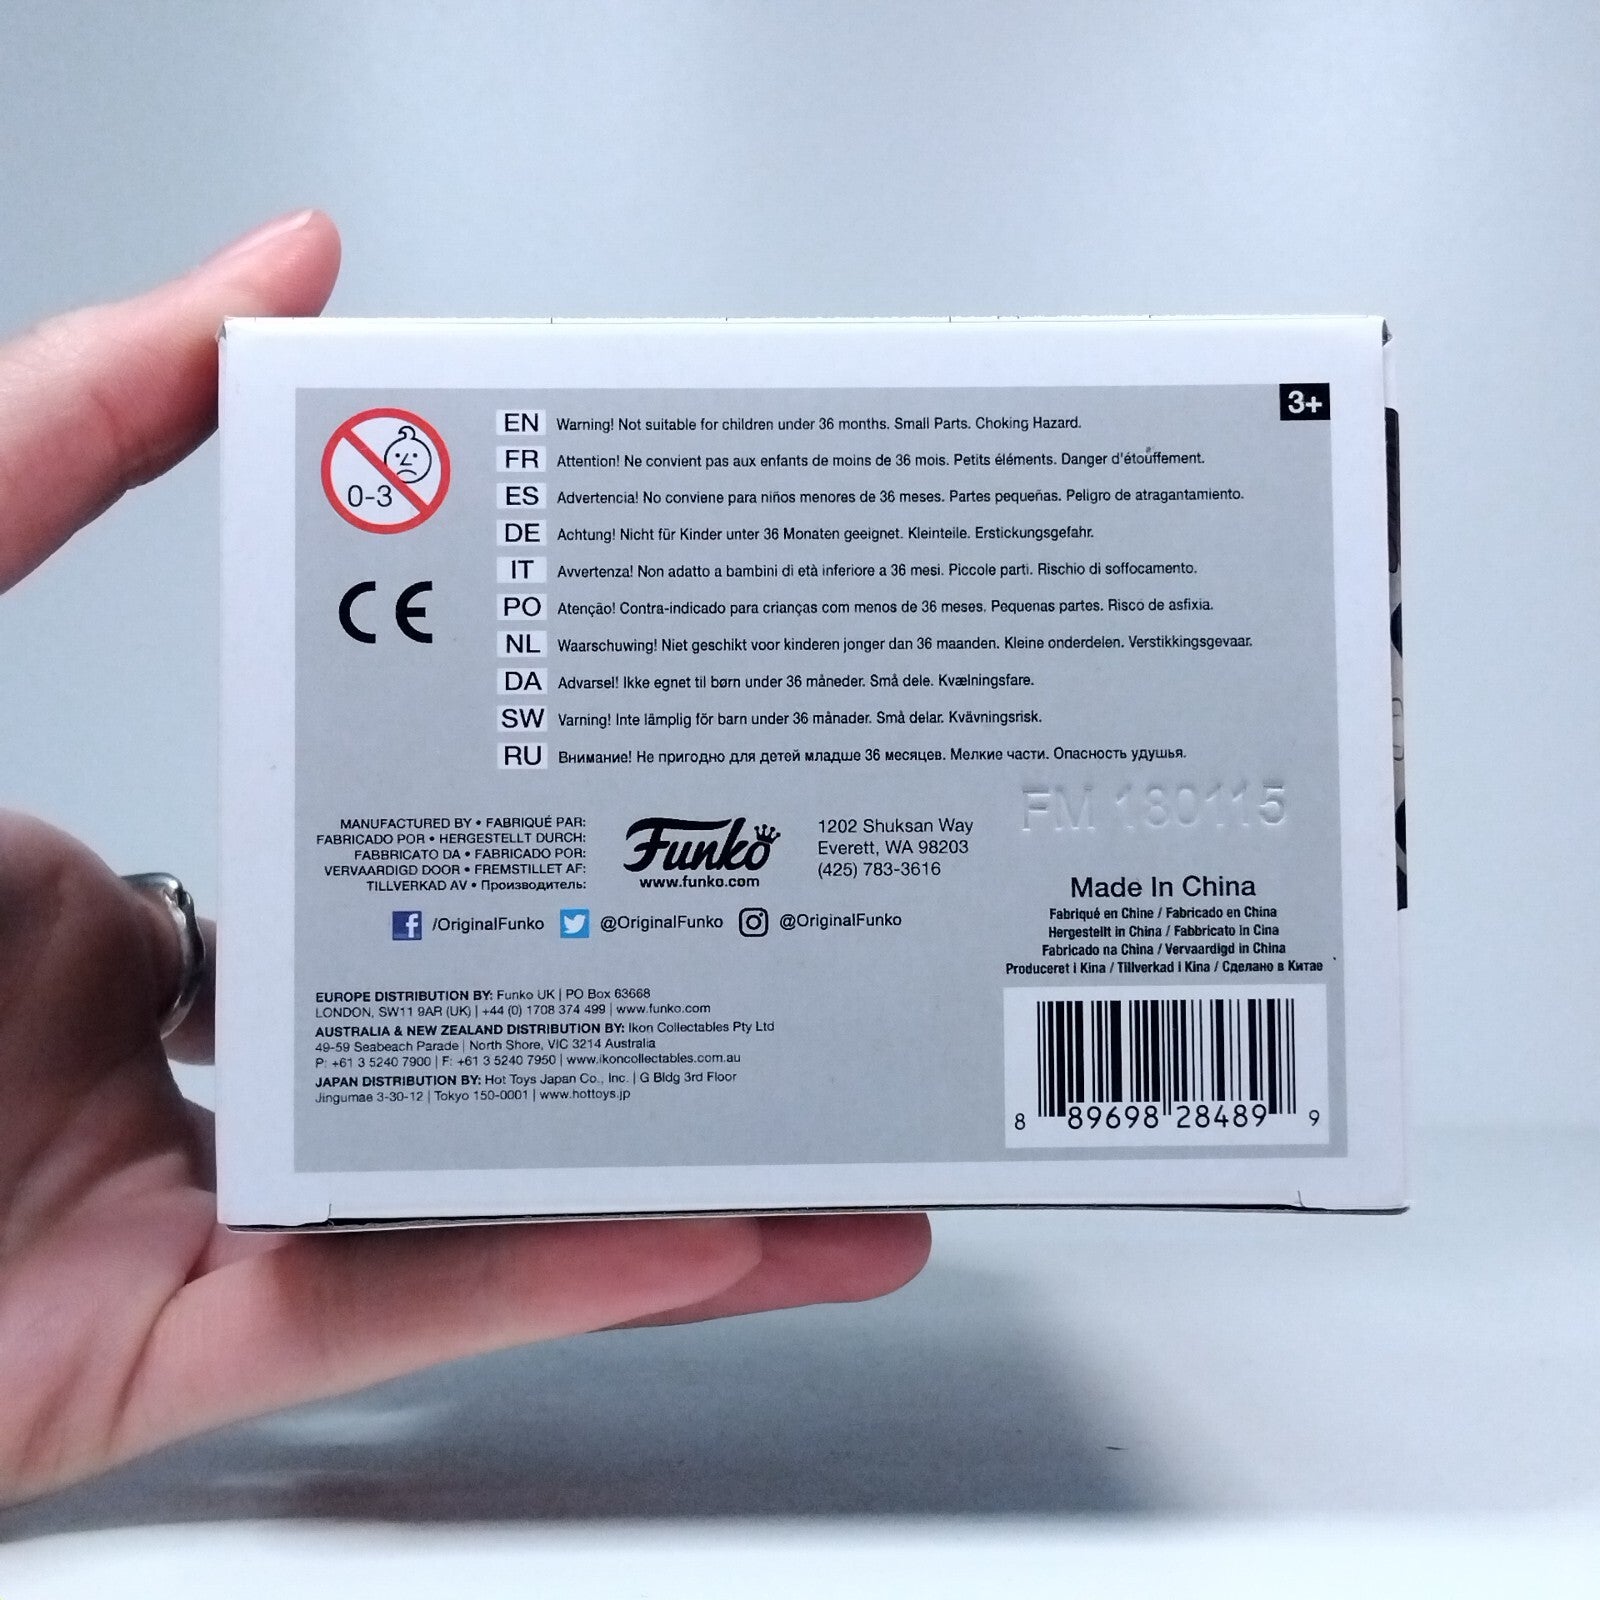 3+
0-3
EN Warning! Not suitable for children under 36 months. Small Parts. Choking Hazard.
FR Attention! Ne convient pas aux enfants de moins de 36 mois. Petits éléments. Danger d'étouffement.
ES Advertencia! No conviene para niños menores de 36 meses. Partes pequeñas. Peligro de atragantamiento.
DE Achtung! Nicht für Kinder unter 36 Monaten geeignet. Kleinteile. Erstickungsgefahr.
IT Avvertenza! Non adatto a bambini di età inferiore a 36 mesi. Piccole parti. Rischio di soffocamento.
PO Atenção! Contra-indicado para crianças com menos de 36 meses. Pequenas partes. Risco de asfixia.
NL Waarschuwing! Niet geschikt voor kinderen jonger dan 36 maanden. Kleine onderdelen. Verstikkingsgevaar.
DA Advarsel! Ikke egnet til børn under 36 måneder. Små dele. Kvælningsfare.
SW Varning! Inte lämplig för barn under 36 månader. Små delar. Kvävningsrisk.
RU Внимание! Не пригодно для детей младше 36 месяцев. Мелкие части. Опасность удушья.
CE
FM 180115
MANUFACTURED BY • FABRIQUÉ PAR:
FABRICADO POR • HERGESTELLT DURCH:
FABBRICATO DA • FABRICADO POR:
VERVAARDIGD DOOR • FREMSTILLET AF:
TILLVERKAD AV • Производитель:
Funko
www.funko.com
1202 Shuksan Way
Everett, WA 98203
(425) 783-3616
f /OriginalFunko @OriginalFunko @OriginalFunko
Made In China
Fabriqué en Chine / Fabricado en China
Hergestellt in China / Fabbricato in Cina
Fabricado na China / Vervaardigd in China
Produceret i Kina / Tillverkad i Kina / Сделано в Китае
EUROPE DISTRIBUTION BY: Funko UK | PO Box 63668
LONDON, SW11 9AR (UK) | +44 (0) 1708 374 499 | www.funko.com
AUSTRALIA & NEW ZEALAND DISTRIBUTION BY: Ikon Collectables Pty Ltd
49-59 Seabeach Parade | North Shore, VIC 3214 Australia
P: +61 3 5240 7900 | F: +61 3 5240 7950 | www.ikoncollectables.com.au
JAPAN DISTRIBUTION BY: Hot Toys Japan Co., Inc. | G Bldg 3rd Floor
Jingumae 3-30-12 | Tokyo 150-0001 | www.hottoys.jp
8 89698 28489 9